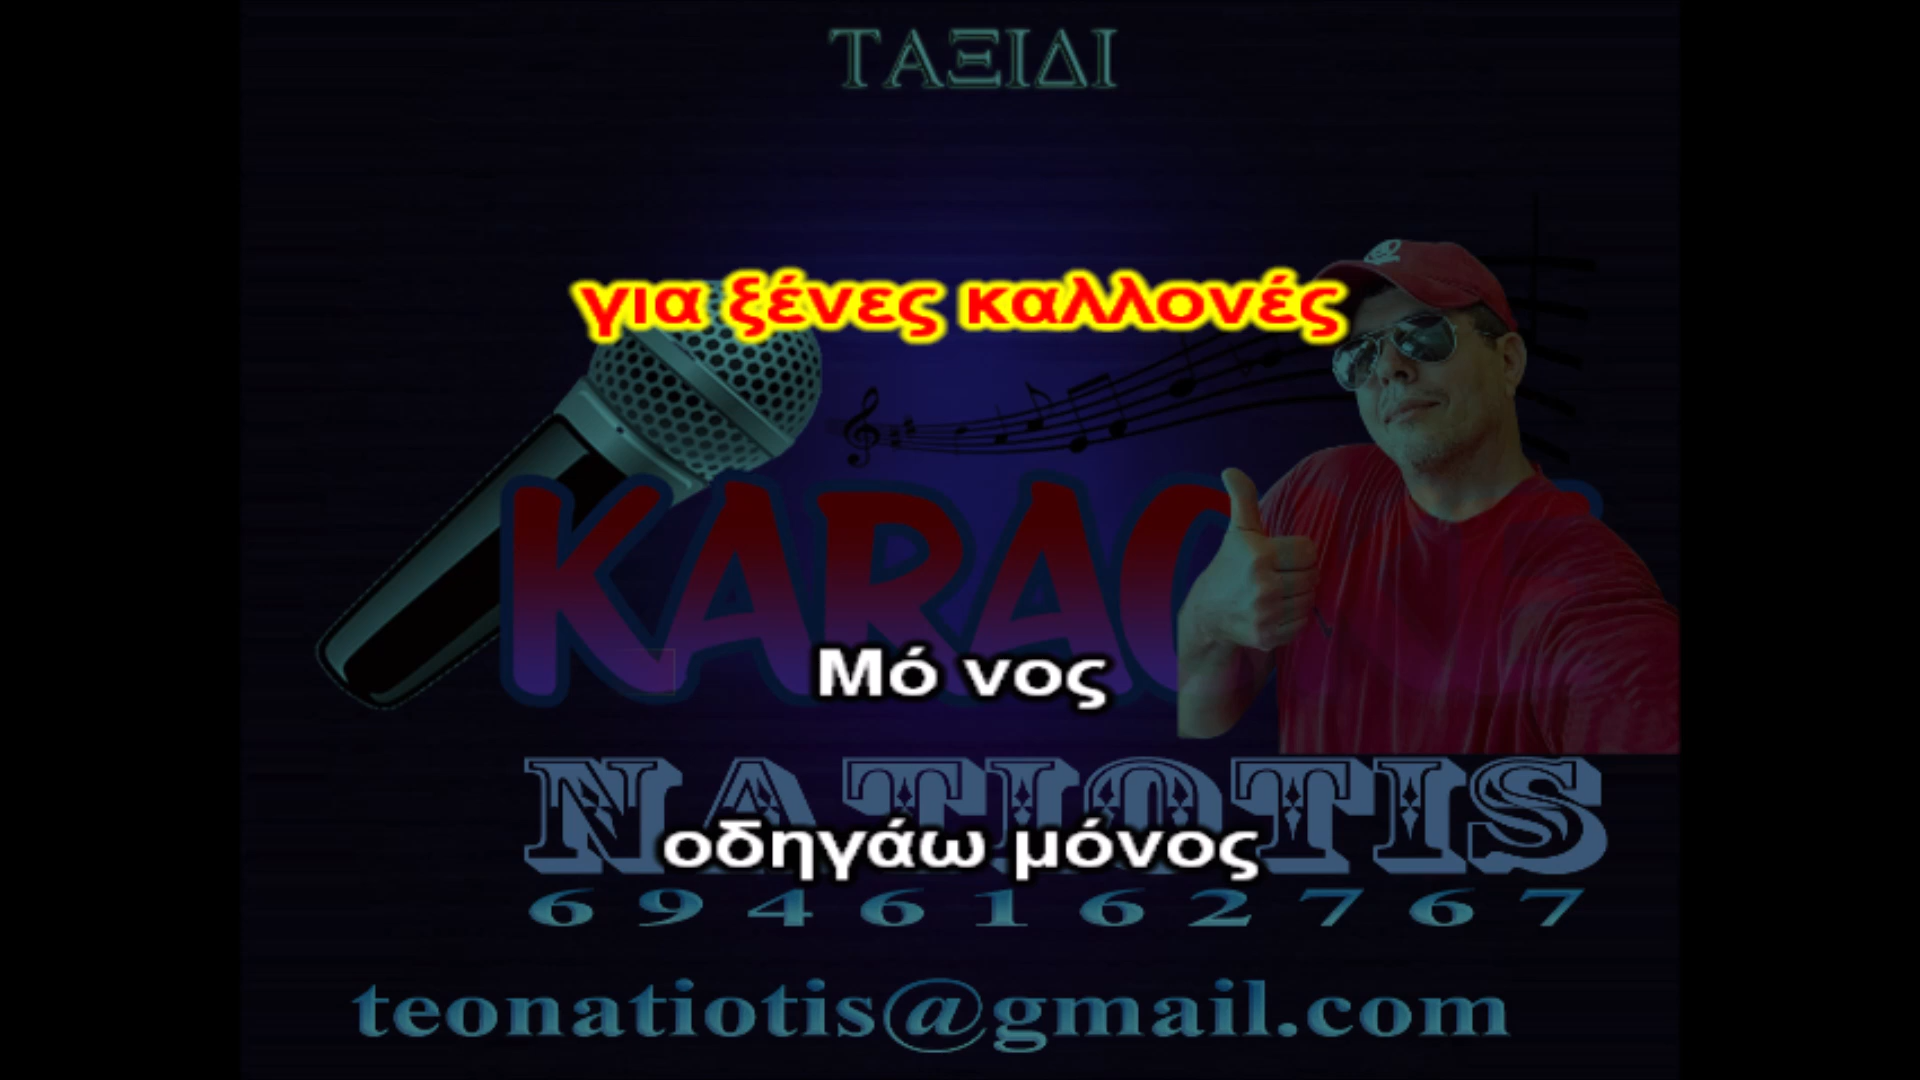 ΤΑΞΙΔΙ
για ξένες καλλονές
KARAO
Μό νος
NATIOTIS
οδηγάω μόνος
6946162767
teonatiotis@gmail.com